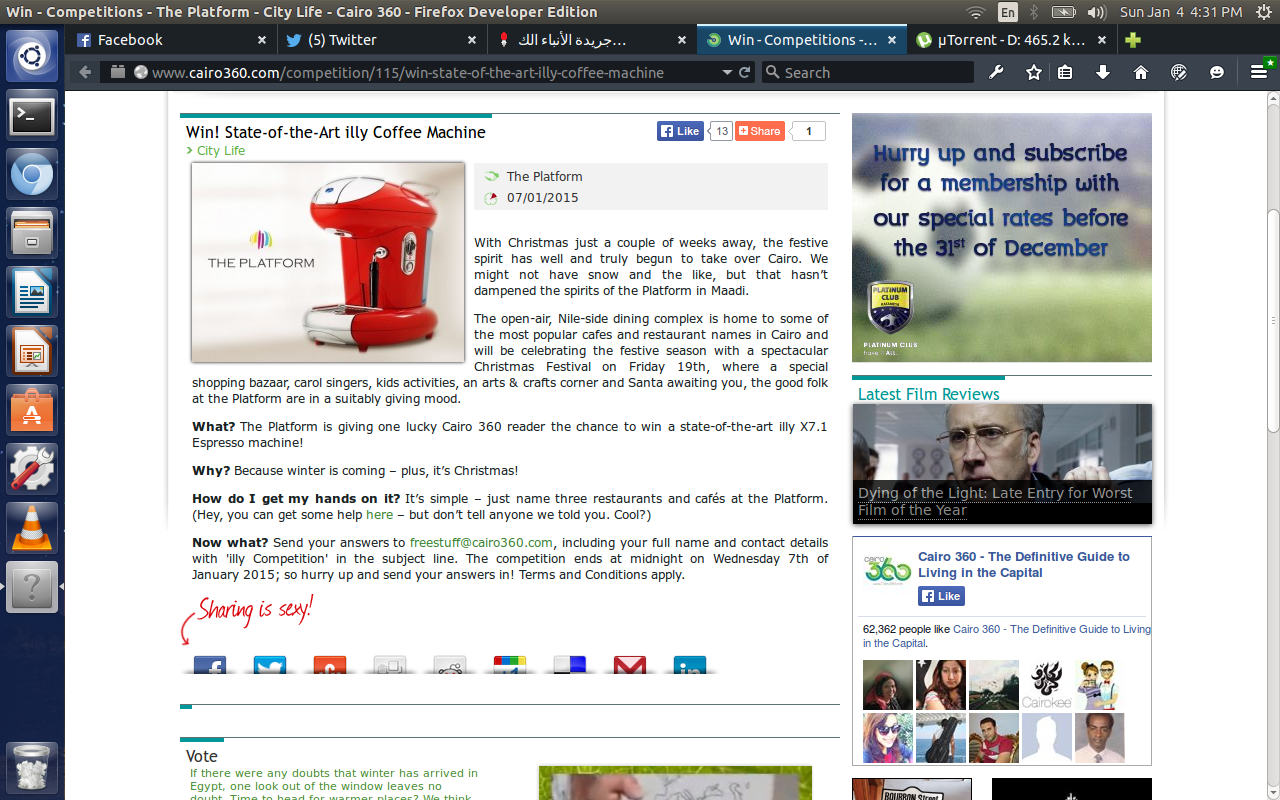 Win - Competitions - The Platform - City Life - Cairo 360 - Firefox Developer Edition
En
Sun Jan 4 4:31 PM
Facebook
(5) Twitter
جريدة الأنباء الك...
Win - Competitions -...
µTorrent - D: 465.2 k...
www.cairo360.com/competition/115/win-state-of-the-art-illy-coffee-machine
Search
Win! State-of-the-Art illy Coffee Machine
Like
13
Share
1
City Life
THE PLATFORM
The Platform
07/01/2015
With Christmas just a couple of weeks away, the festive
spirit has well and truly begun to take over Cairo. We
might not have snow and the like, but that hasn't
dampened the spirits of the Platform in Maadi.
The open-air, Nile-side dining complex is home to some of
the most popular cafes and restaurant names in Cairo and
will be celebrating the festive season with a spectacular
Christmas Festival on Friday 19th, where a special
shopping bazaar, carol singers, kids activities, an arts & crafts corner and Santa awaiting you, the good folk
at the Platform are in a suitably giving mood.
What? The Platform is giving one lucky Cairo 360 reader the chance to win a state-of-the-art illy X7.1
Espresso machine!
Why? Because winter is coming – plus, it's Christmas!
How do I get my hands on it? It's simple – just name three restaurants and cafés at the Platform.
(Hey, you can get some help here – but don't tell anyone we told you. Cool?)
Now what? Send your answers to freestuff@cairo360.com, including your full name and contact details
with 'illy Competition' in the subject line. The competition ends at midnight on Wednesday 7th of
January 2015; so hurry up and send your answers in! Terms and Conditions apply.
Sharing is sexy!
Vote
If there were any doubts that winter has arrived in
Egypt, one look out of the window leaves no
doubt. Time to head for warmer places? We think
Hurry up and subscribe
for a membership with
our special rates before
the 31st of December
PLATINUM CLUB
PLATINUM CLUB
Latest Film Reviews
Dying of the Light: Late Entry for Worst
Film of the Year
cairo 360
Cairo 360 - The Definitive Guide to
Living in the Capital
Like
62,362 people like Cairo 360 - The Definitive Guide to Living
in the Capital.
Cairokee
BOURBON Street